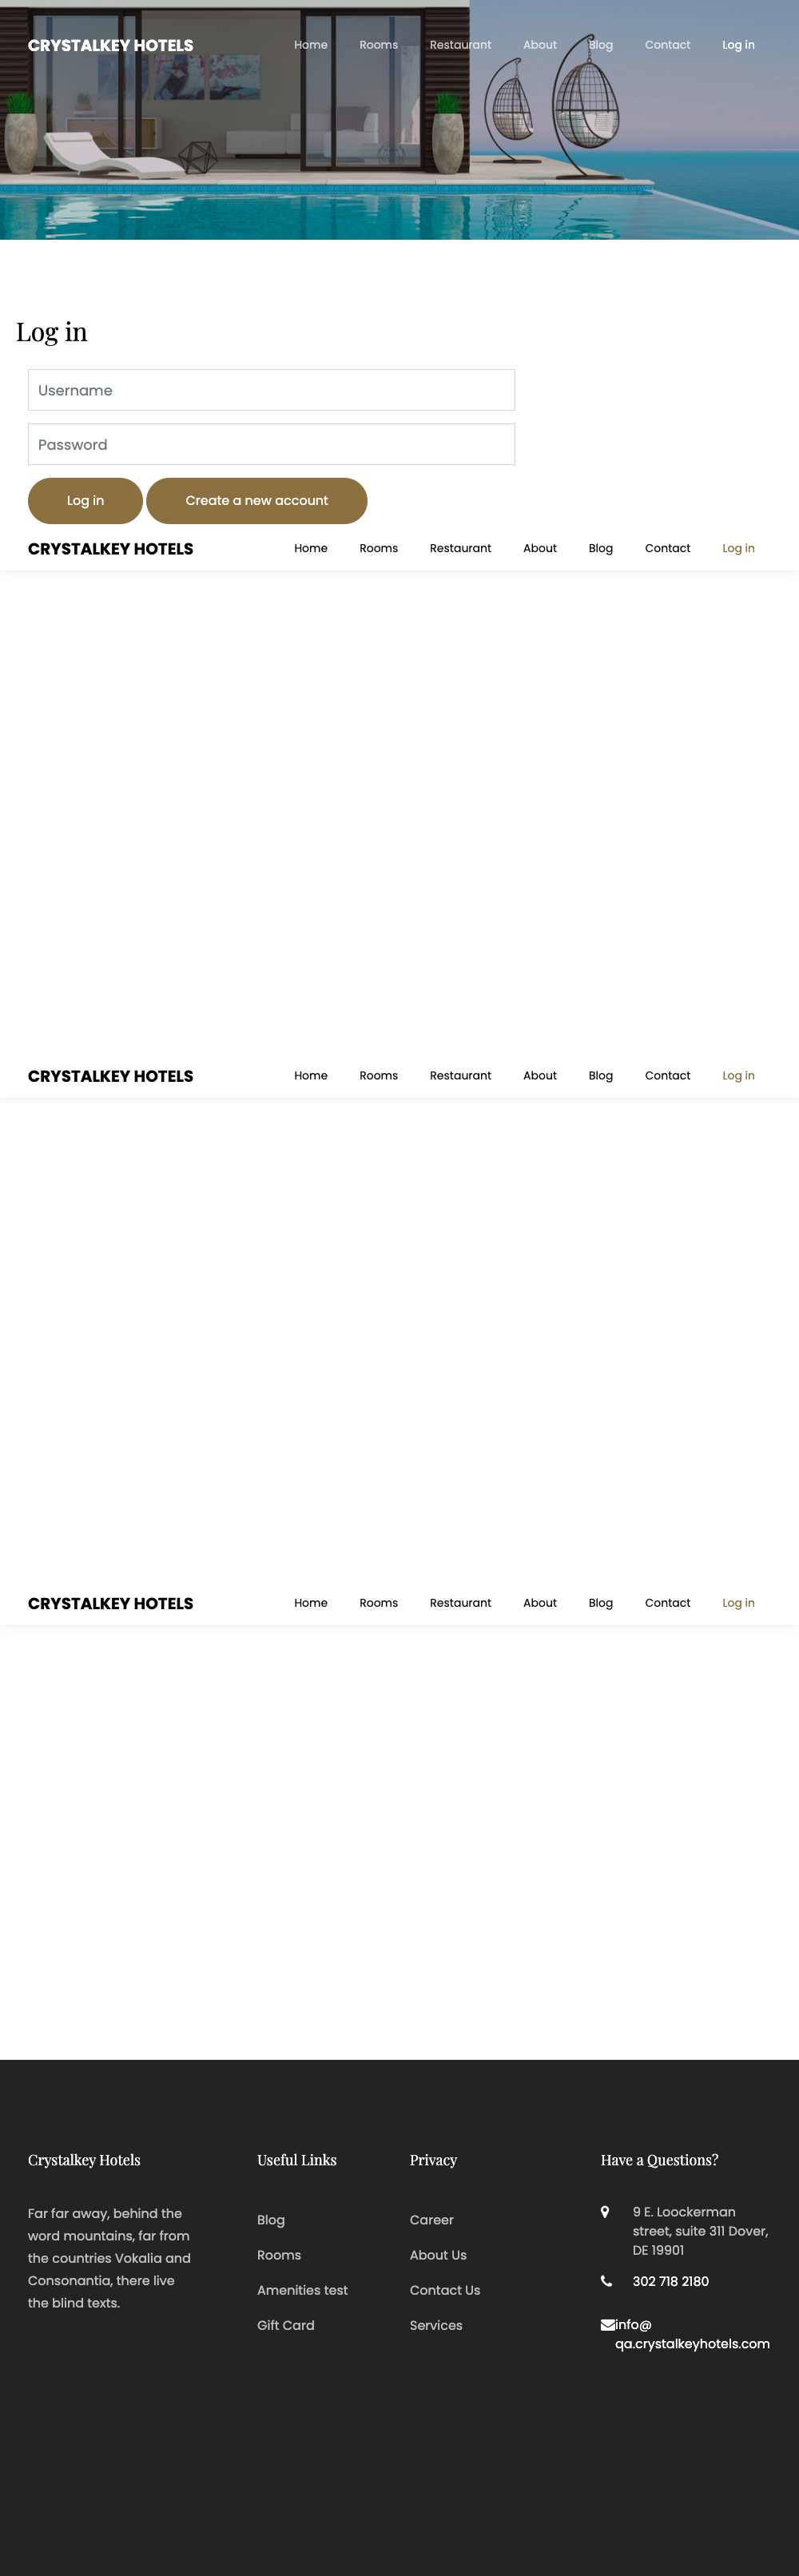 CRYSTALKEY HOTELS Home Rooms Restaurant About Blog Contact Log in
Log in
Username
Password
Log in Create a new account
CRYSTALKEY HOTELS Home Rooms Restaurant About Blog Contact Log in
CRYSTALKEY HOTELS Home Rooms Restaurant About Blog Contact Log in
CRYSTALKEY HOTELS Home Rooms Restaurant About Blog Contact Log in
Crystalkey Hotels
Far far away, behind the
word mountains, far from
the countries Vokalia and
Consonantia, there live
the blind texts.
Useful Links
Blog
Rooms
Amenities test
Gift Card
Privacy
Career
About Us
Contact Us
Services
Have a Questions?
9 E. Loockerman
street, suite 311 Dover,
DE 19901
302 718 2180
info@
qa.crystalkeyhotels.com